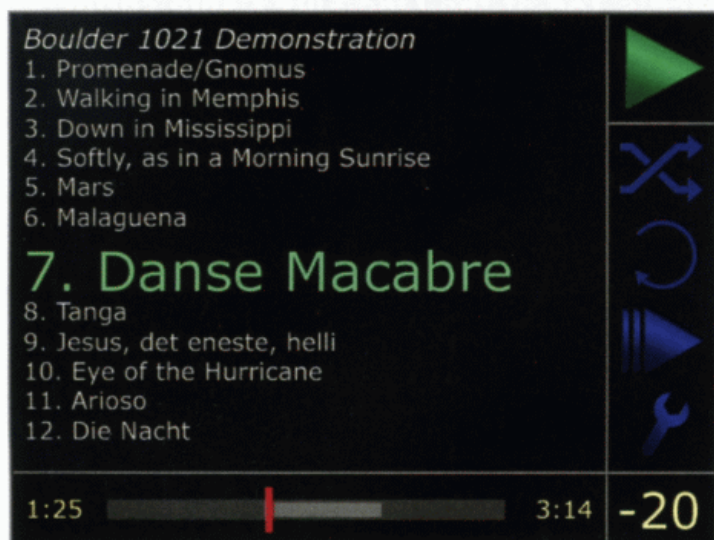 Boulder 1021 Demonstration
1. Promenade/Gnomus
2. Walking in Memphis
3. Down in Mississippi
4. Softly, as in a Morning Sunrise
5. Mars
6. Malaguena
7. Danse Macabre
8. Tanga
9. Jesus, det eneste, helli
10. Eye of the Hurricane
11. Arioso
12. Die Nacht
1:25 3:14 -20